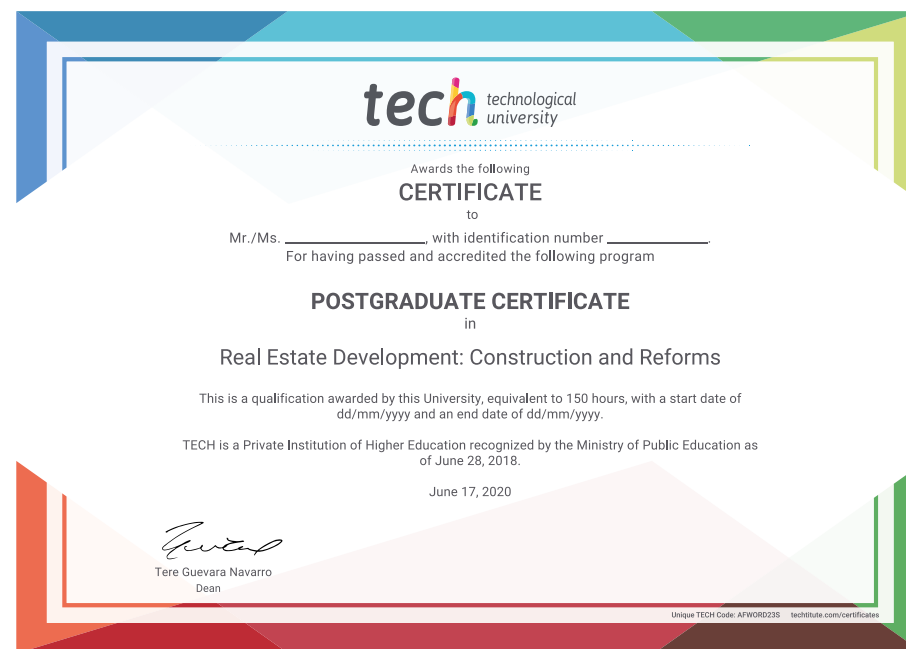 tech technological
university
Awards the following
CERTIFICATE
to
Mr./Ms. ____________________, with identification number ______________.
For having passed and accredited the following program
POSTGRADUATE CERTIFICATE
in
Real Estate Development: Construction and Reforms
This is a qualification awarded by this University, equivalent to 150 hours, with a start date of
dd/mm/yyyy and an end date of dd/mm/yyyy.
TECH is a Private Institution of Higher Education recognized by the Ministry of Public Education as
of June 28, 2018.
June 17, 2020
Tere Guevara Navarro
Dean
Unique TECH Code: AFWORD23S techtitute.com/certificates